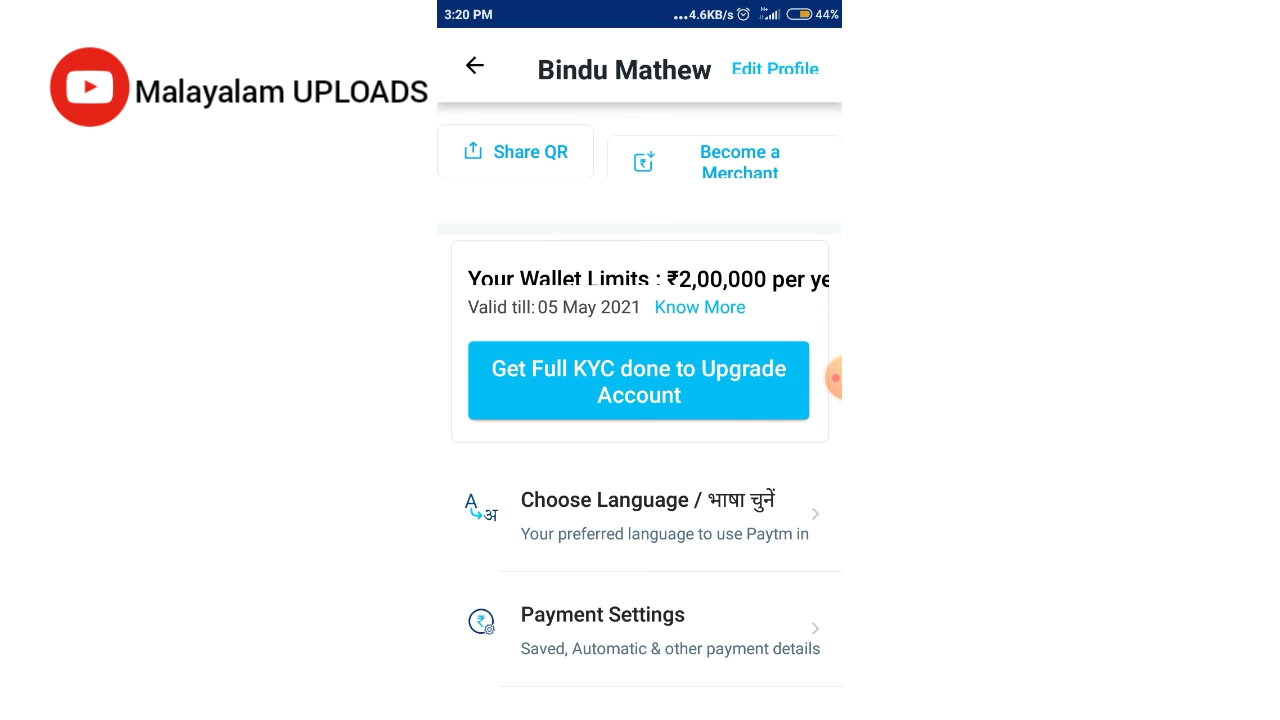 3:20 PM
...4.6KB/s
44%
Malayalam UPLOADS
Bindu Mathew
Edit Profile
Share QR
Become a
Merchant
Your Wallet Limits : ₹2,00,000 per ye
Valid till: 05 May 2021 Know More
Get Full KYC done to Upgrade
Account
Choose Language / भाषा चुनें
Your preferred language to use Paytm in
Payment Settings
Saved, Automatic & other payment details